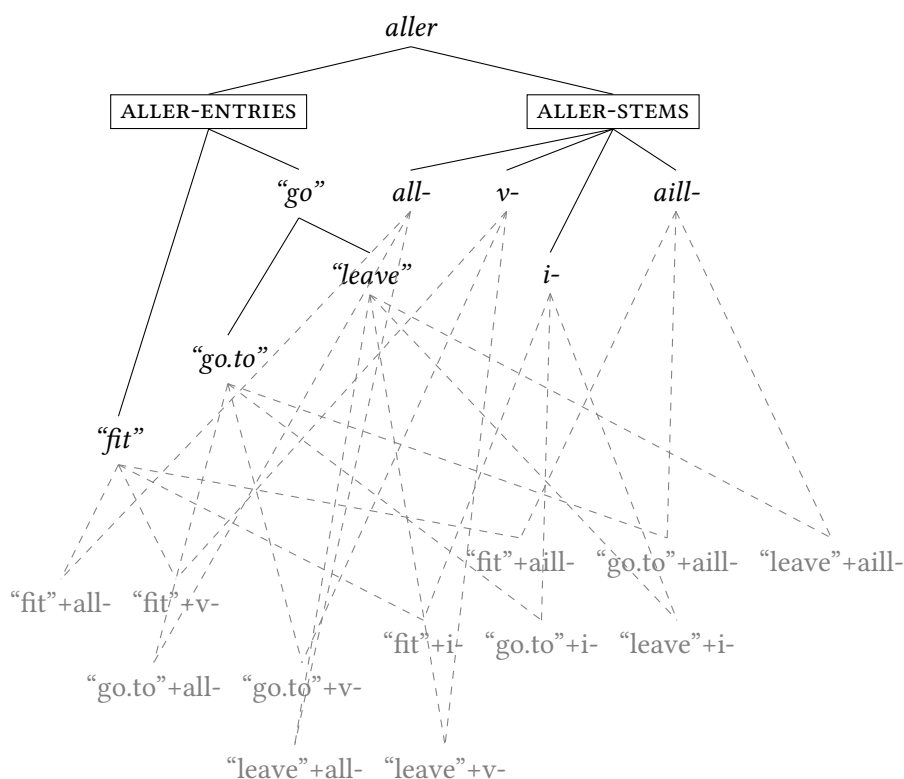 aller
ALLER-ENTRIES ALLER-STEMS
“go” all- v- aill-
“leave” i-
“go.to”
“fit”
“fit”+aill- “go.to”+aill- “leave”+aill-
“fit”+all- “fit”+v-
“fit”+i- “go.to”+i- “leave”+i-
“go.to”+all- “go.to”+v-
“leave”+all- “leave”+v-